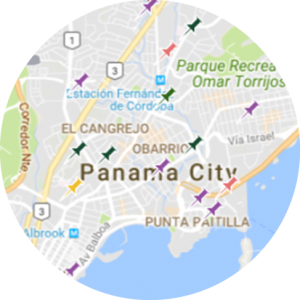 1
3
Parque Recrea
Omar Torrijos
Estación Fernánd
de Córdoba
Corredor Nte
EL CANGREJO
OBARRIO
Vía Israel
Panama City
3
PUNTA PAITILLA
Albrook M
Av Balboa